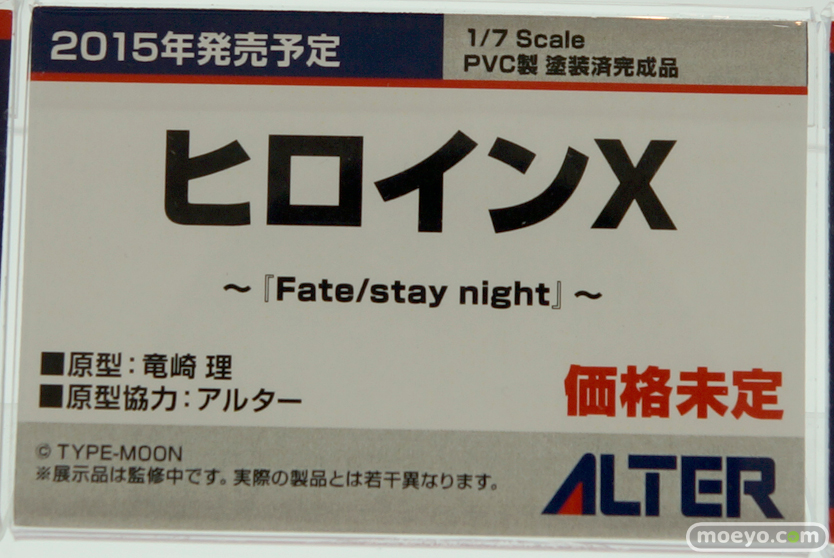 2015年発売予定
1/7 Scale
PVC製 塗装済完成品
ヒロインX
～『Fate/stay night』～
■原型：竜崎 理
■原型協力：アルター
価格未定
© TYPE-MOON
※展示品は監修中です。実際の製品とは若干異なります。
ALTER
moeyo.com